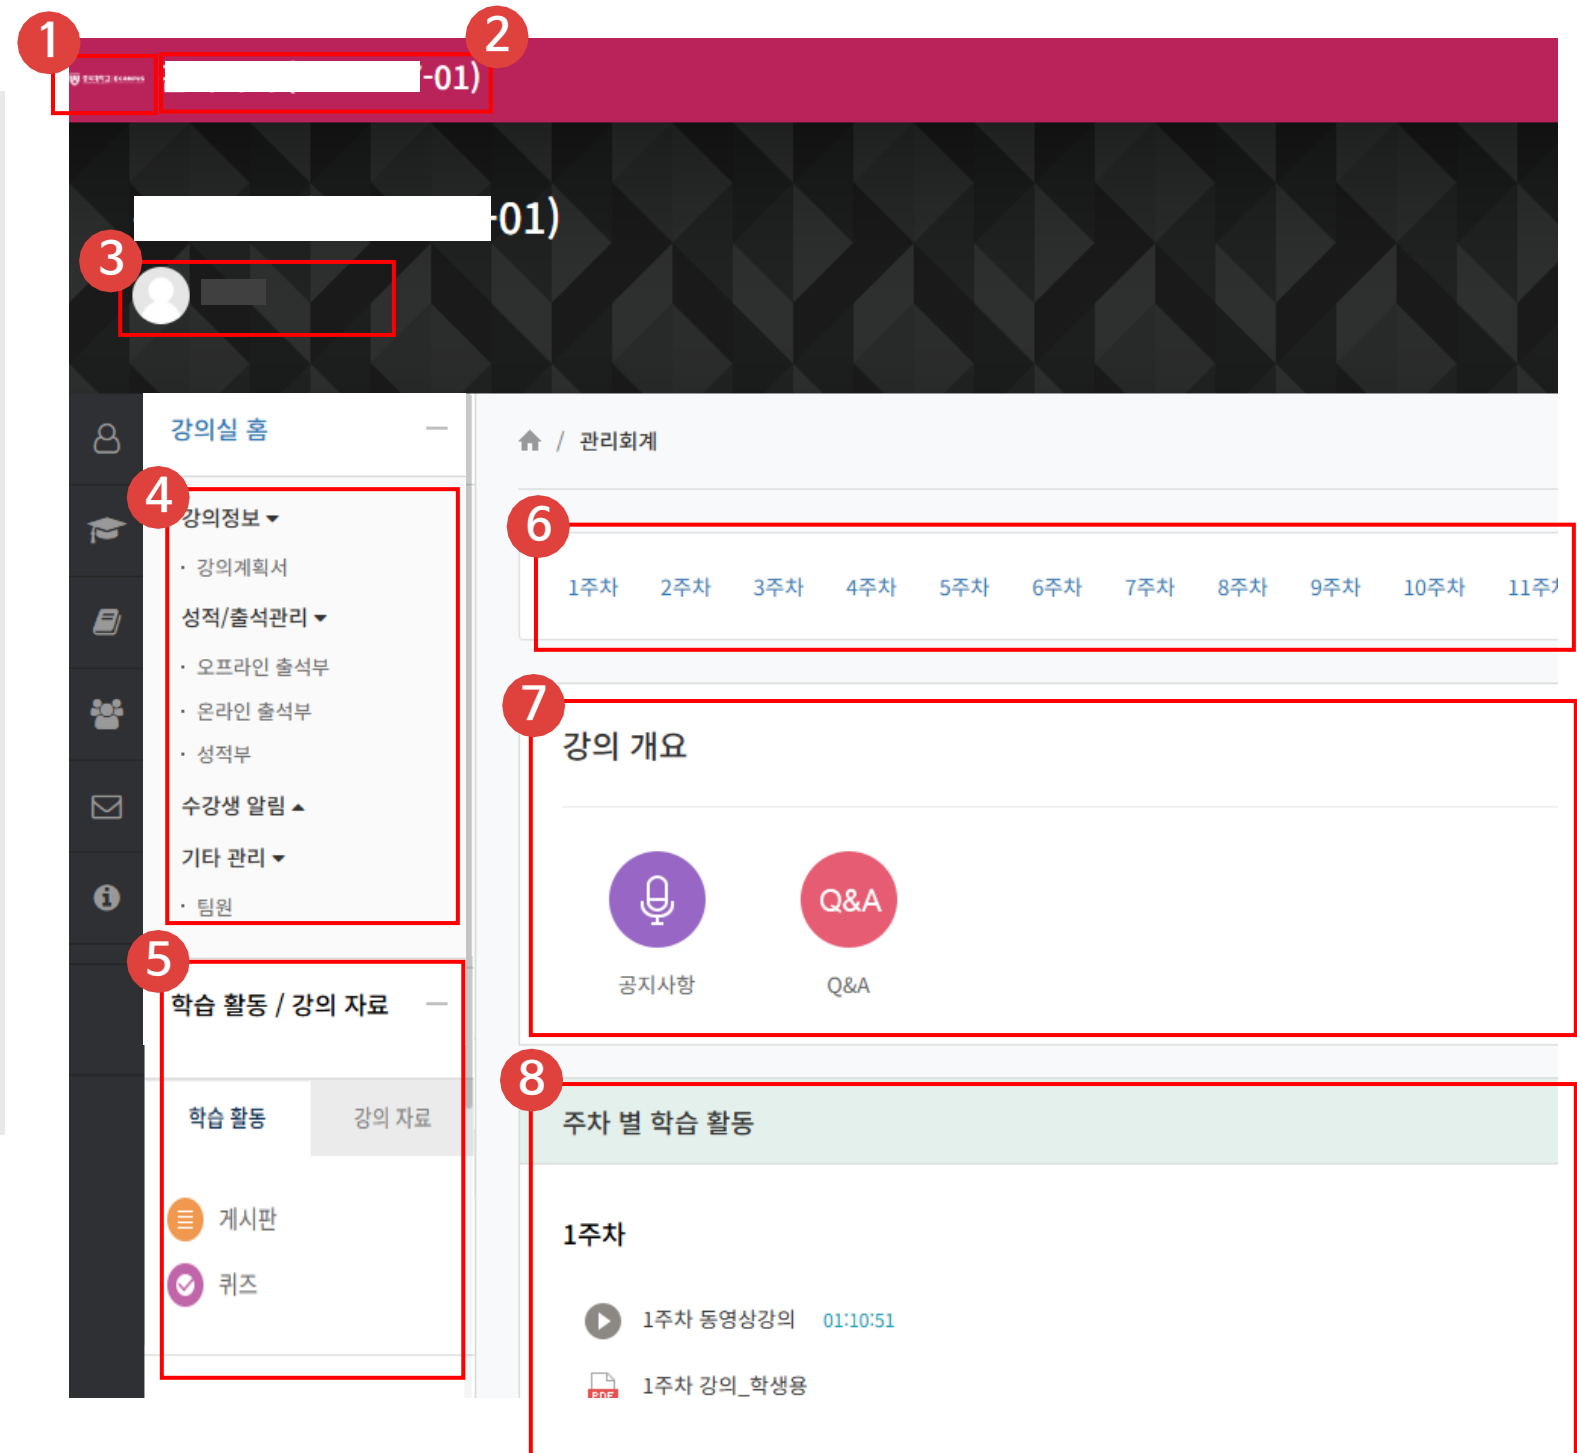 1
2
ECAMPUS
-01)
-01)
3
강의실 홈
/ 관리회계
4
강의정보
· 강의계획서
성적/출석관리
· 오프라인 출석부
· 온라인 출석부
· 성적부
수강생 알림
기타 관리
· 팀원
5
학습 활동 / 강의 자료
학습 활동 강의 자료
게시판
퀴즈
6
1주차 2주차 3주차 4주차 5주차 6주차 7주차 8주차 9주차 10주차 11주차
7
강의 개요
Q&A
공지사항 Q&A
8
주차 별 학습 활동
1주차
1주차 동영상강의 01:10:51
PDF
1주차 강의_학생용